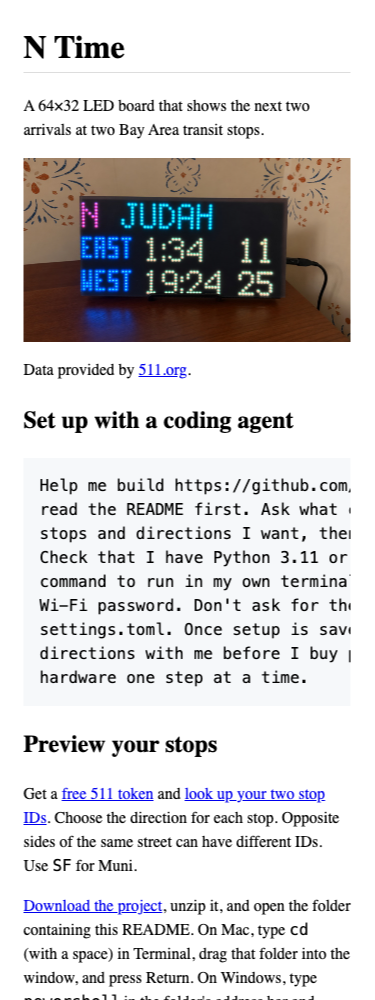 N Time
A 64×32 LED board that shows the next two
arrivals at two Bay Area transit stops.
N JUDAH
EAST 1:34 11
WEST 19:24 25
Data provided by 511.org.
Set up with a coding agent
Help me build https://github.com/
read the README first. Ask what
stops and directions I want, then
Check that I have Python 3.11 or
command to run in my own terminal
Wi-Fi password. Don't ask for the
settings.toml. Once setup is save
directions with me before I buy
hardware one step at a time.
Preview your stops
Get a free 511 token and look up your two stop
IDs. Choose the direction for each stop. Opposite
sides of the same street can have different IDs.
Use SF for Muni.
Download the project, unzip it, and open the folder
containing this README. On Mac, type cd
(with a space) in Terminal, drag that folder into the
window, and press Return. On Windows, type
powershell in the folder's address bar and